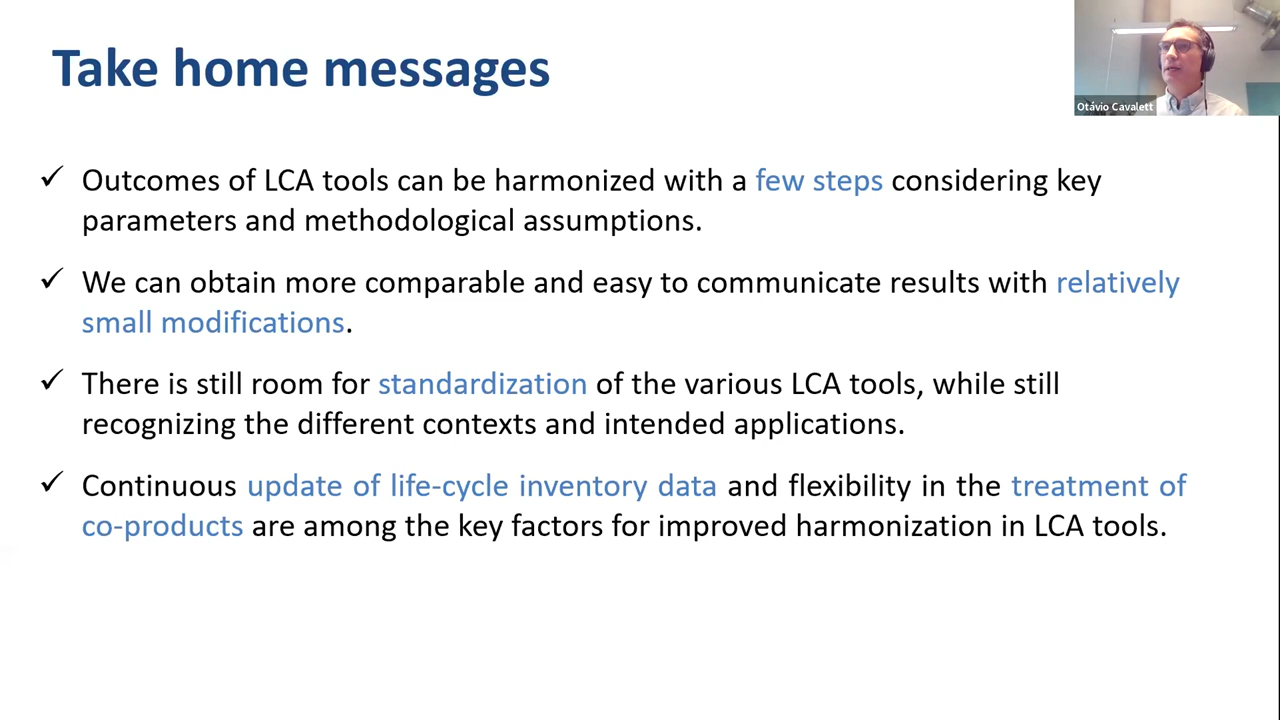 Take home messages
Otávio Cavalett
✓ Outcomes of LCA tools can be harmonized with a few steps considering key
parameters and methodological assumptions.
✓ We can obtain more comparable and easy to communicate results with relatively
small modifications.
✓ There is still room for standardization of the various LCA tools, while still
recognizing the different contexts and intended applications.
✓ Continuous update of life-cycle inventory data and flexibility in the treatment of
co-products are among the key factors for improved harmonization in LCA tools.